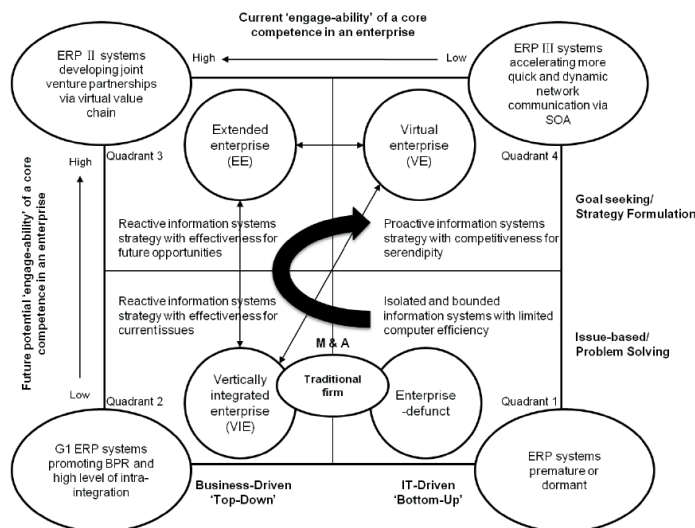 Current 'engage-ability' of a core
competence in an enterprise
High
Low
ERP II systems
developing joint
venture partnerships
via virtual value
chain
ERP III systems
accelerating more
quick and dynamic
network
communication via
SOA
Extended
enterprise
(EE)
Virtual
enterprise
(VE)
Quadrant 3
Quadrant 4
High
Future potential 'engage-ability' of a core
competence in an enterprise
Low
Goal seeking/
Strategy Formulation
Reactive information systems
strategy with effectiveness for
future opportunities
Proactive information systems
strategy with competitiveness for
serendipity
Reactive information systems
strategy with effectiveness for
current issues
Isolated and bounded
information systems with limited
computer efficiency
Issue-based/
Problem Solving
M & A
Traditional
firm
Vertically
integrated
enterprise
(VIE)
Enterprise
-defunct
Quadrant 2
Quadrant 1
G1 ERP systems
promoting BPR and
high level of intra-
integration
ERP systems
premature or
dormant
Business-Driven
'Top-Down'
IT-Driven
'Bottom-Up'